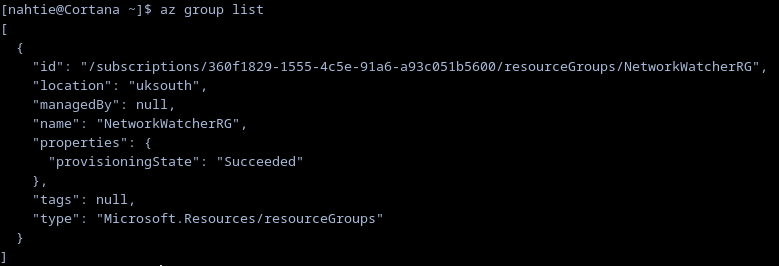 [nahtie@Cortana ~]$ az group list
[
  {
    "id": "/subscriptions/360f1829-1555-4c5e-91a6-a93c051b5600/resourceGroups/NetworkWatcherRG",
    "location": "uksouth",
    "managedBy": null,
    "name": "NetworkWatcherRG",
    "properties": {
      "provisioningState": "Succeeded"
    },
    "tags": null,
    "type": "Microsoft.Resources/resourceGroups"
  }
]